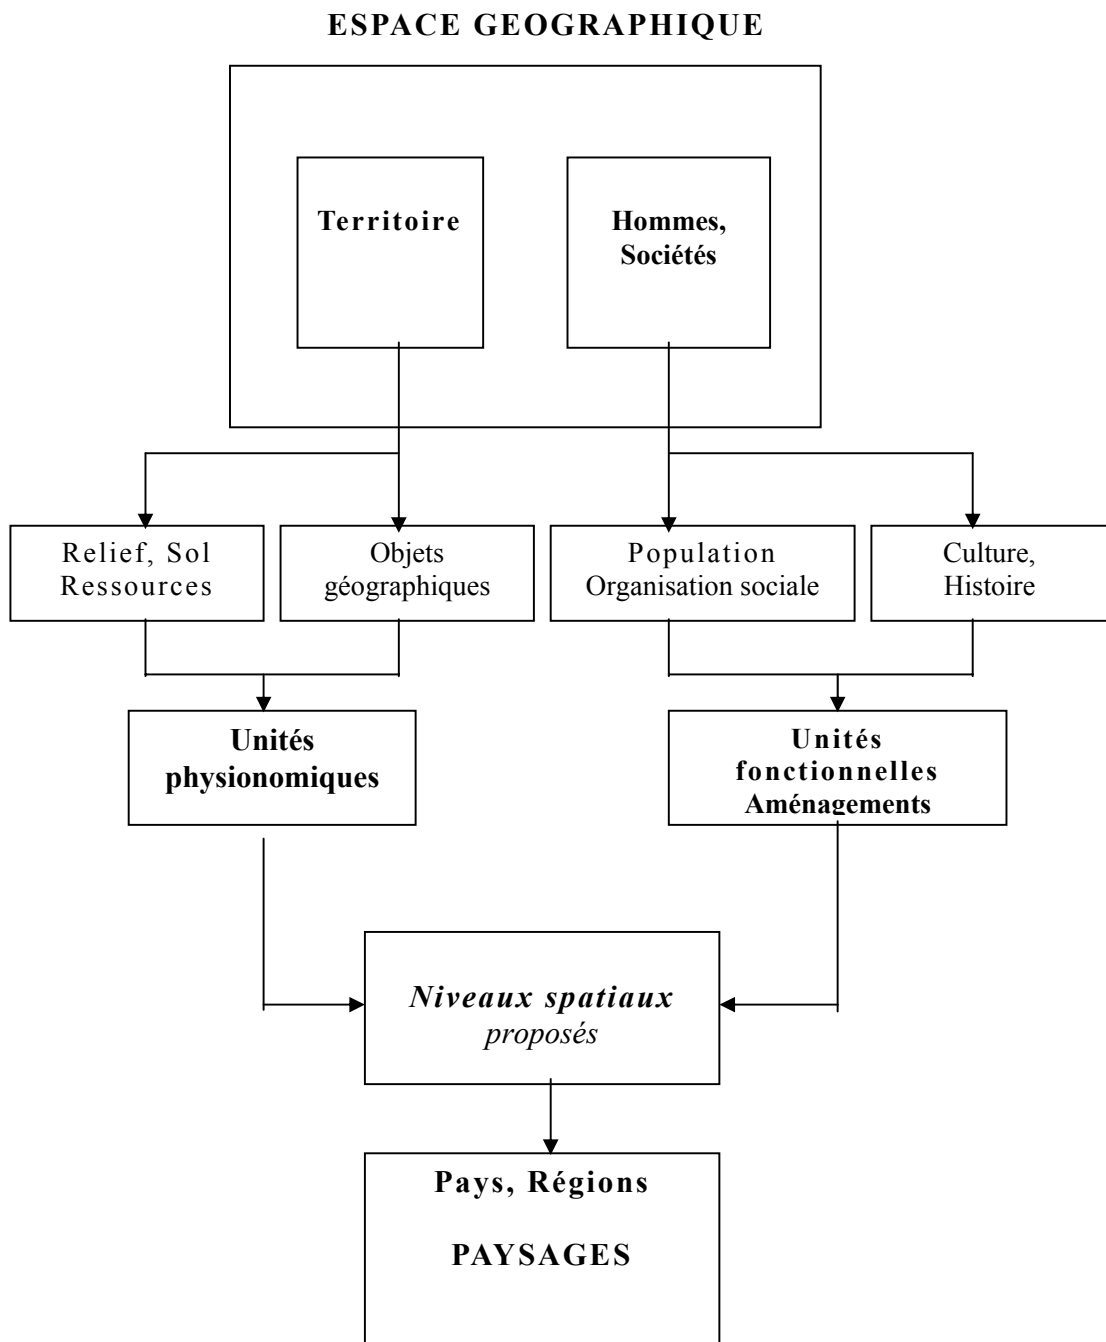 ESPACE GEOGRAPHIQUE
Territoire
Hommes,
Sociétés
Relief, Sol
Ressources
Objets
géographiques
Population
Organisation sociale
Culture,
Histoire
Unités
physionomiques
Unités
fonctionnelles
Aménagements
Niveaux spatiaux
proposés
Pays, Régions
PAYSAGES